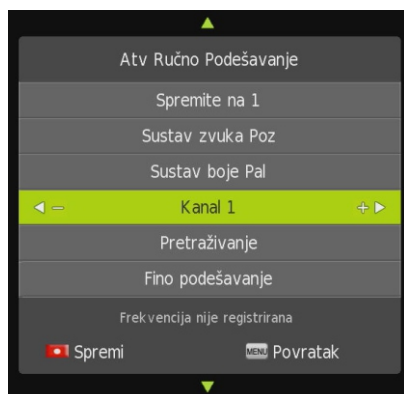 Atv Ručno Podešavanje
Spremite na 1
Sustav zvuka Poz
Sustav boje Pal
− Kanal 1 +
Pretraživanje
Fino podešavanje
Frekvencija nije registrirana
Spremi MENU Povratak